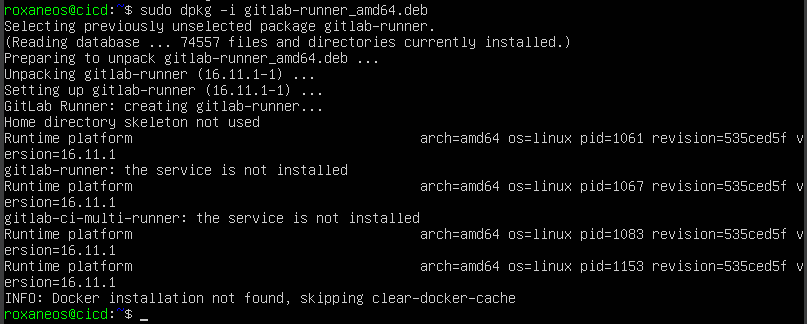 roxaneos@cicd:~$ sudo dpkg -i gitlab-runner_amd64.deb
Selecting previously unselected package gitlab-runner.
(Reading database ... 74557 files and directories currently installed.)
Preparing to unpack gitlab-runner_amd64.deb ...
Unpacking gitlab-runner (16.11.1-1) ...
Setting up gitlab-runner (16.11.1-1) ...
GitLab Runner: creating gitlab-runner...
Home directory skeleton not used
Runtime platform                                    arch=amd64 os=linux pid=1061 revision=535ced5f v
ersion=16.11.1
gitlab-runner: the service is not installed
Runtime platform                                    arch=amd64 os=linux pid=1067 revision=535ced5f v
ersion=16.11.1
gitlab-ci-multi-runner: the service is not installed
Runtime platform                                    arch=amd64 os=linux pid=1083 revision=535ced5f v
ersion=16.11.1
Runtime platform                                    arch=amd64 os=linux pid=1153 revision=535ced5f v
ersion=16.11.1
INFO: Docker installation not found, skipping clear-docker-cache
roxaneos@cicd:~$ _